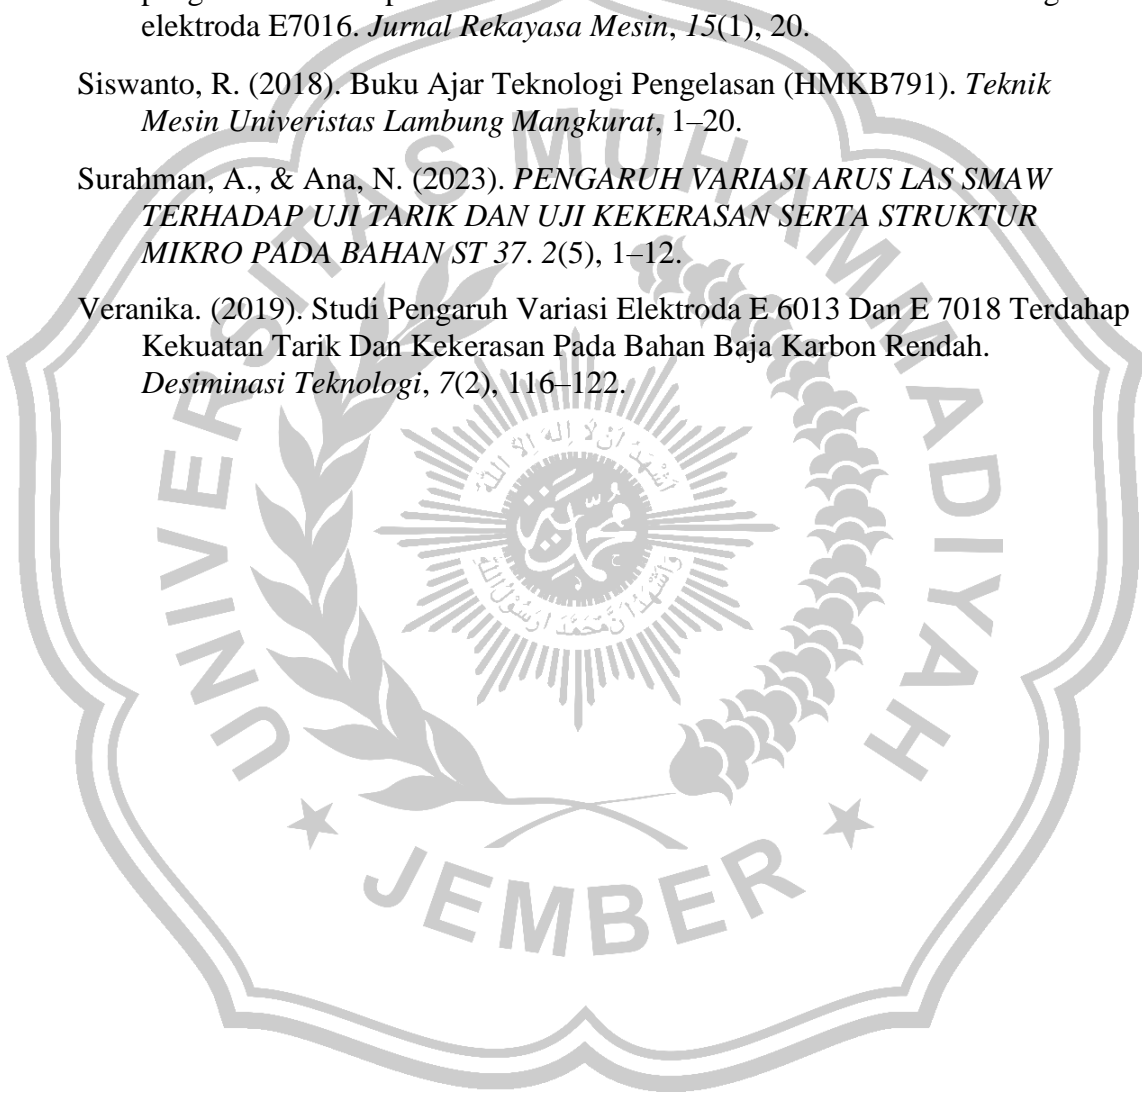 elektroda E7016. Jurnal Rekayasa Mesin, 15(1), 20.
Siswanto, R. (2018). Buku Ajar Teknologi Pengelasan (HMKB791). Teknik
Mesin Univeristas Lambung Mangkurat, 1–20.
Surahman, A., & Ana, N. (2023). PENGARUH VARIASI ARUS LAS SMAW
TERHADAP UJI TARIK DAN UJI KEKERASAN SERTA STRUKTUR
MIKRO PADA BAHAN ST 37. 2(5), 1–12.
Veranika. (2019). Studi Pengaruh Variasi Elektroda E 6013 Dan E 7018 Terdahap
Kekuatan Tarik Dan Kekerasan Pada Bahan Baja Karbon Rendah.
Desiminasi Teknologi, 7(2), 116–122.
UNIVERSITAS MUHAMMADIYAH
JEMBER